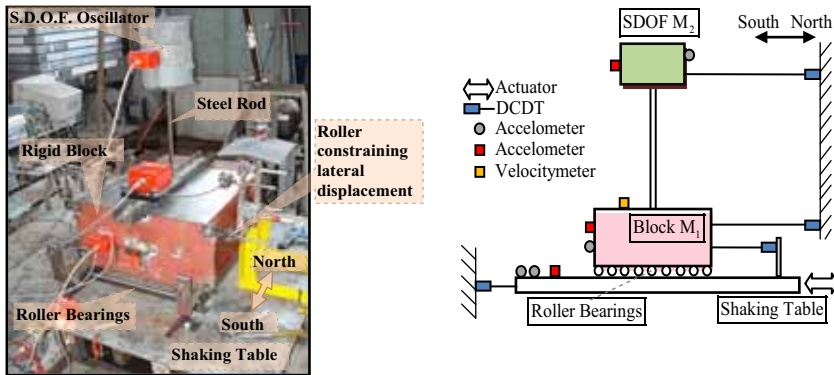 S.D.O.F. Oscillator
Steel Rod
Rigid Block
Roller
constraining
lateral
displacement
North
South
Roller Bearings
Shaking Table
SDOF M2
South North
Actuator
DCDT
Accelometer
Accelometer
Velocitymeter
Block M1
Roller Bearings
Shaking Table